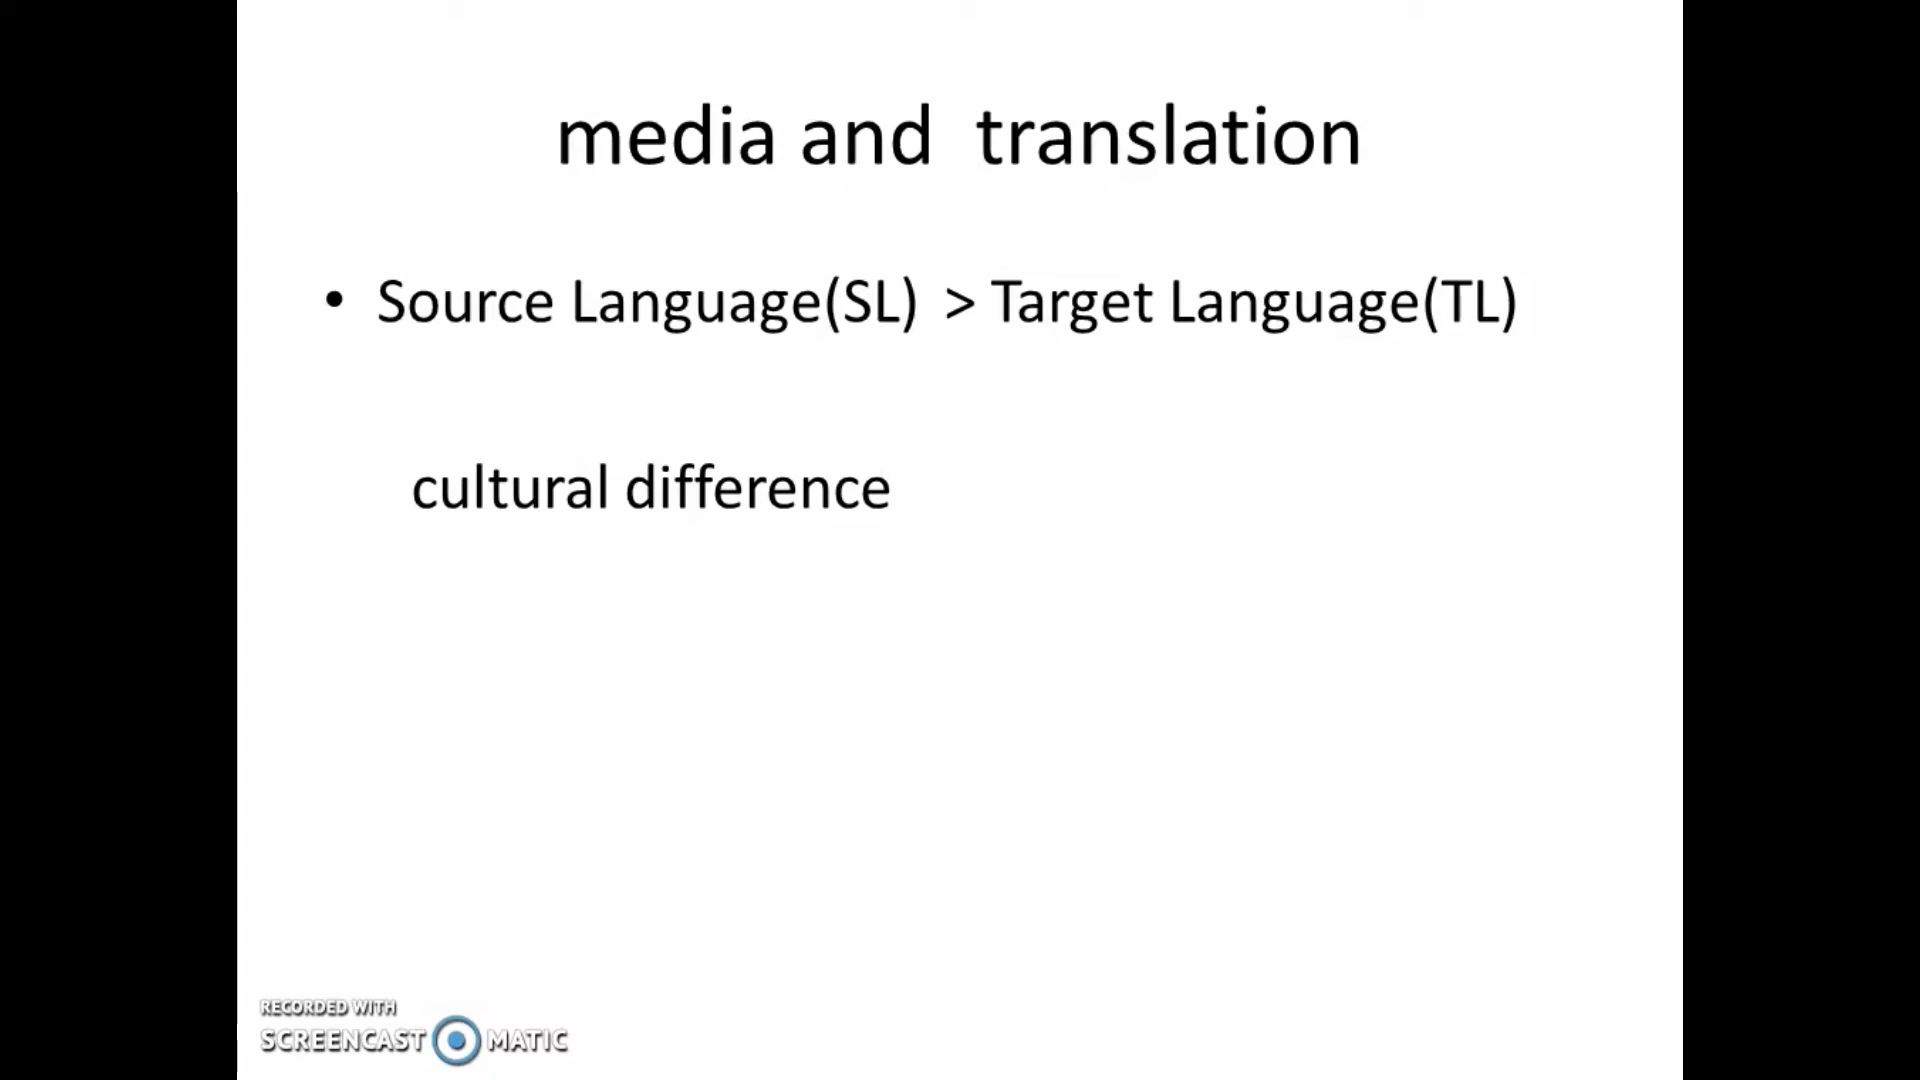 media and  translation
• Source Language(SL)  > Target Language(TL)
cultural difference
RECORDED WITH
SCREENCAST MATIC